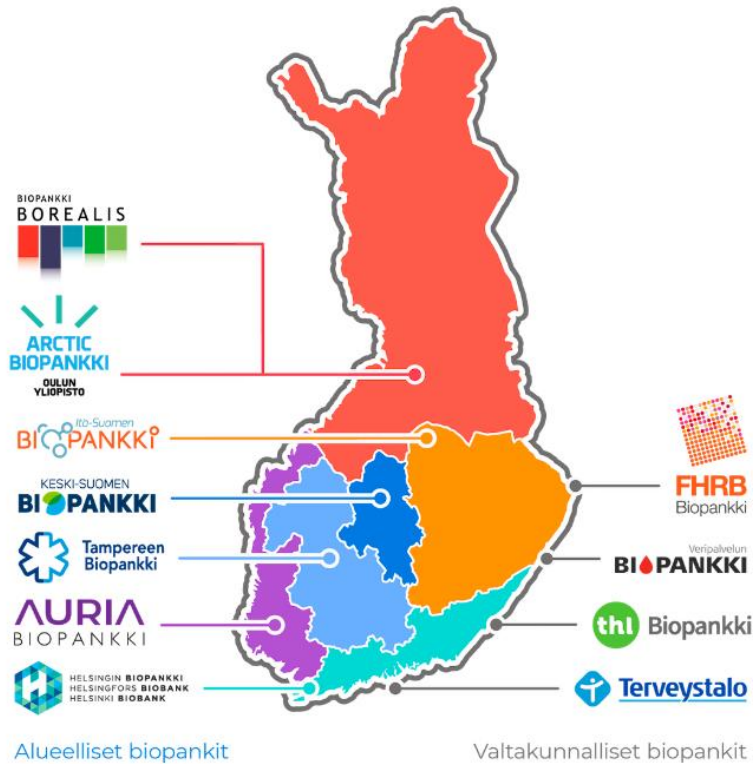 BIOPANKKI
BOREALIS
ARCTIC
BIOPANKKI
OULUN
YLIOPISTO
Itä-Suomen
BIOPANKKI
KESKI-SUOMEN
BIOPANKKI
Tampereen
Biopankki
AURIA
BIOPANKKI
HELSINGIN BIOPANKKI
HELSINGFORS BIOBANK
HELSINKI BIOBANK
Alueelliset biopankit
FHRB
Biopankki
Veripalvelun
BIOPANKKI
thl Biopankki
Terveystalo
Valtakunnalliset biopankit